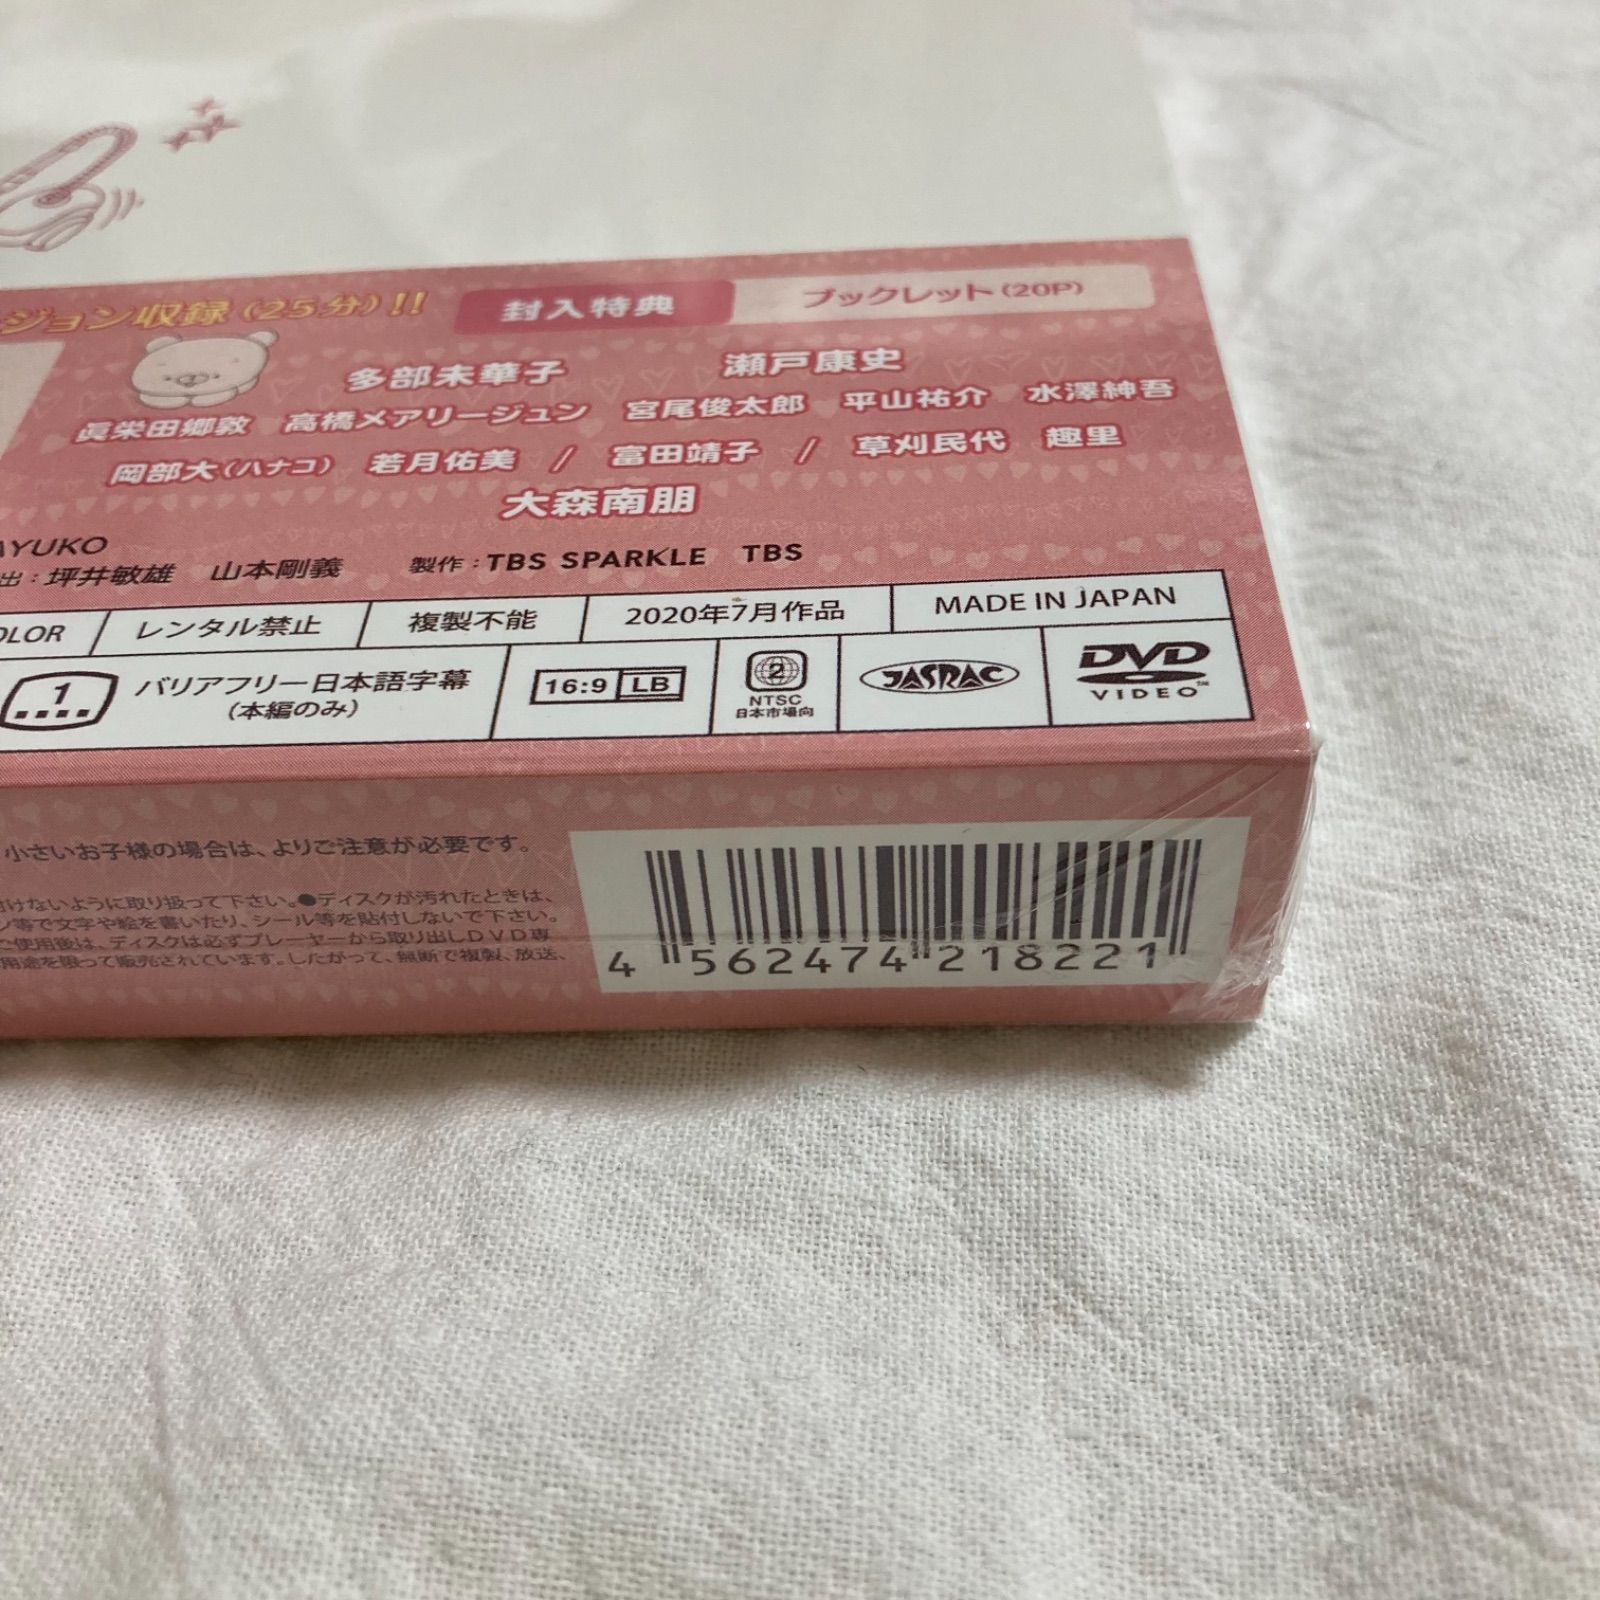 ジョン収録(25分)!! 封入特典 ブックレット(20P)
多部未華子 瀬戸康史
眞栄田郷敦 高橋メアリージュン 宮尾俊太郎 平山祐介 水澤紳吾
岡部大(ハナコ) 若月佑美 / 富田靖子 / 草刈民代 趣里
大森南朋
AYUKO
出:坪井敏雄 山本剛義 製作:TBS SPARKLE TBS
OLOR レンタル禁止 複製不能 2020年7月作品 MADE IN JAPAN
1 バリアフリー日本語字幕 (本編のみ) 16:9 LB 2 NTSC 日本市場向 JASRAC DVD VIDEO™
小さいお子様の場合は、よりご注意が必要です。
付けないように取り扱って下さい。●ディスクが汚れたときは、
ン等で文字や絵を書いたり、シール等を貼付しないで下さい。
ご使用後は、ディスクは必ずプレーヤーから取り出しDVD専
用途を限って販売されています。したがって、無断で複製、放送、
4 562474 218221